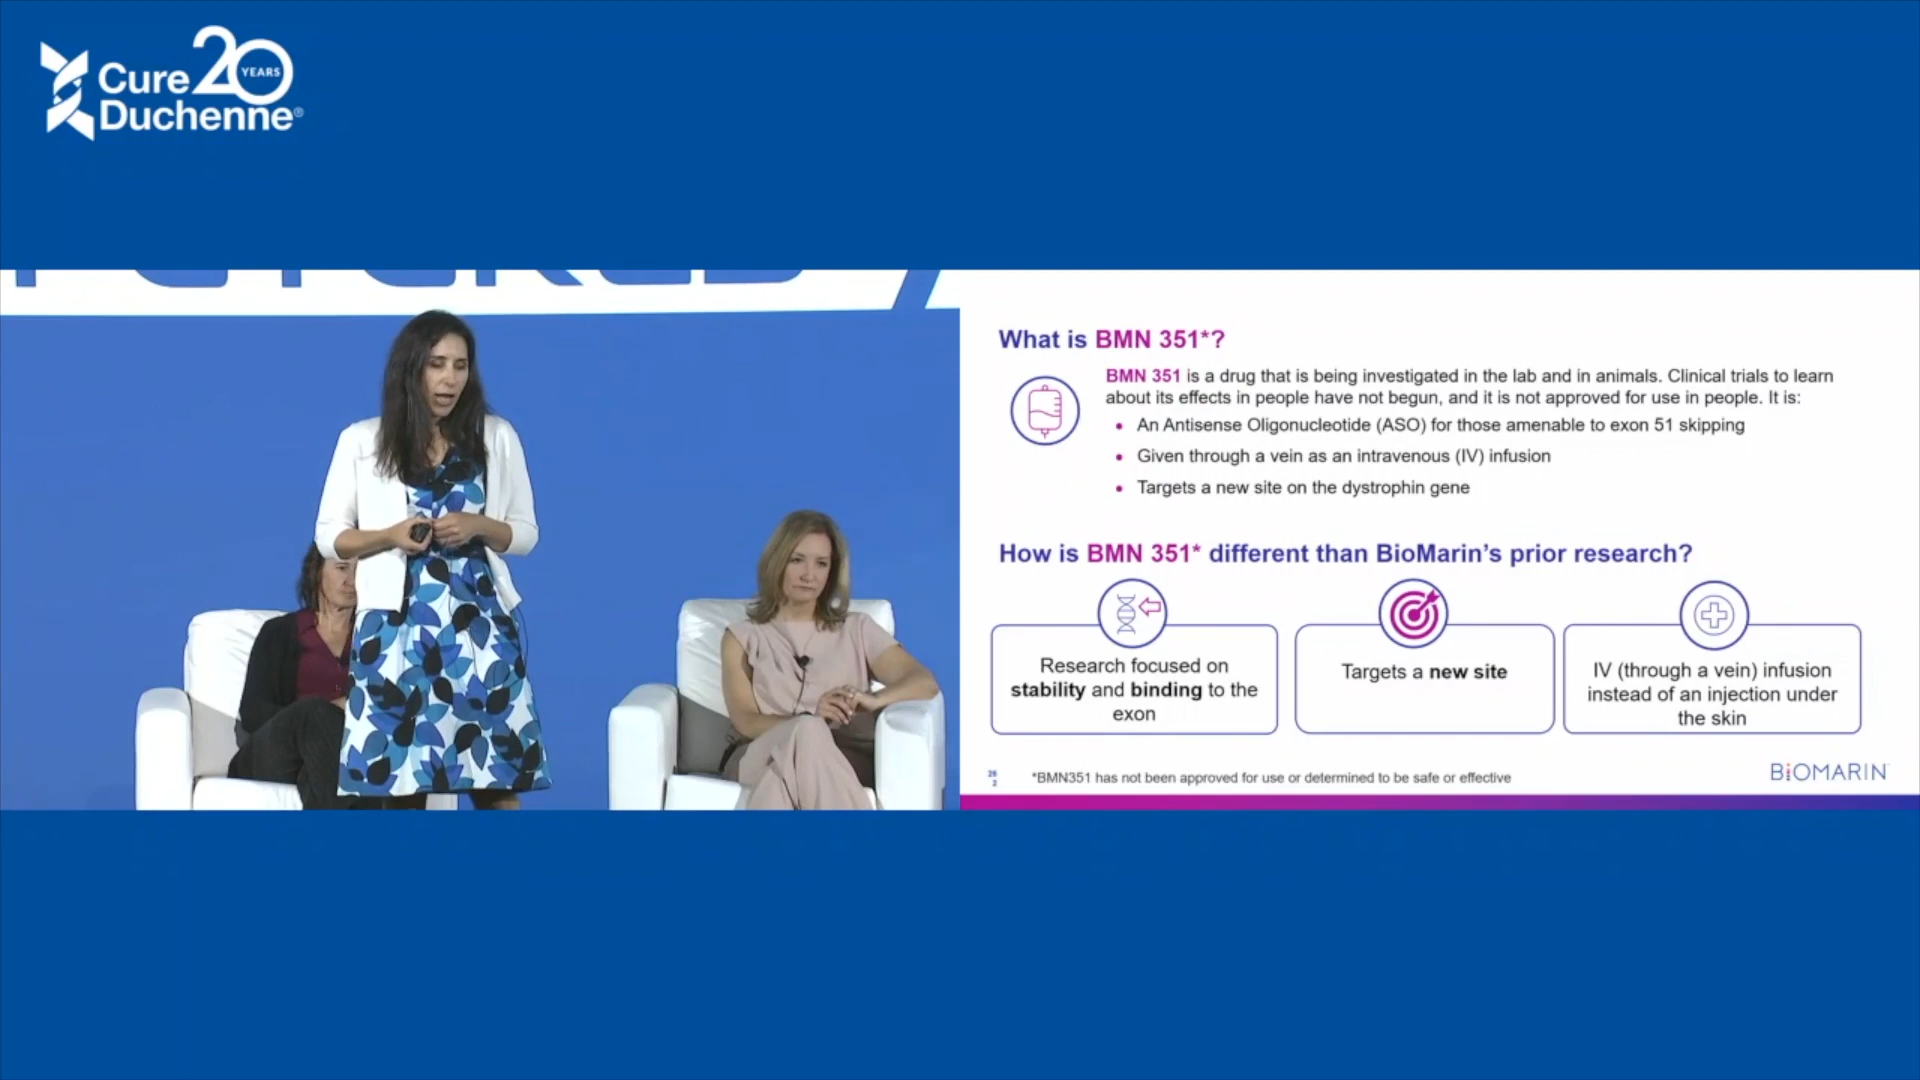 Cure 20 YEARS
Duchenne®
What is BMN 351*?
BMN 351 is a drug that is being investigated in the lab and in animals. Clinical trials to learn
about its effects in people have not begun, and it is not approved for use in people. It is:
• An Antisense Oligonucleotide (ASO) for those amenable to exon 51 skipping
• Given through a vein as an intravenous (IV) infusion
• Targets a new site on the dystrophin gene
How is BMN 351* different than BioMarin's prior research?
Research focused on
stability and binding to the
exon
Targets a new site
IV (through a vein) infusion
instead of an injection under
the skin
26
2
*BMN351 has not been approved for use or determined to be safe or effective
BIOMARIN